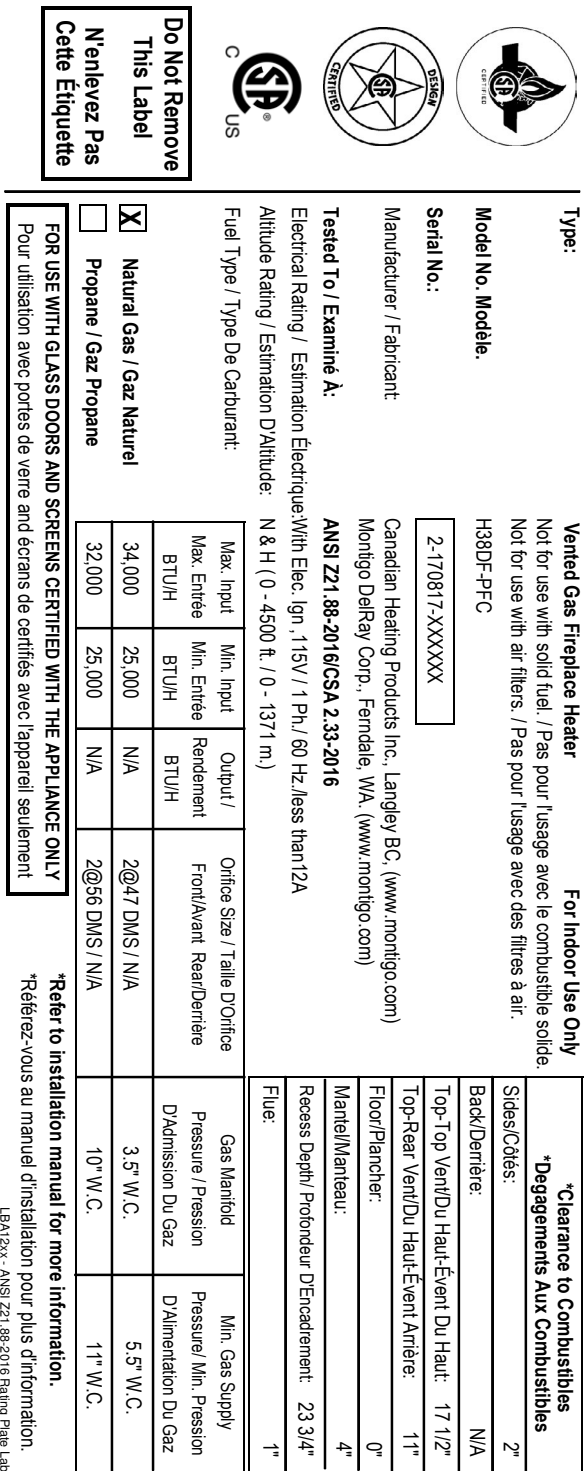 CSA
CERTIFIED
DESIGN
CSA
CERTIFIED
CSA
®
C US
Do Not Remove
This Label
N'enlevez Pas
Cette Étiquette
Type: Vented Gas Fireplace Heater For Indoor Use Only
Not for use with solid fuel. / Pas pour l'usage avec le combustible solide.
Not for use with air filters. / Pas pour l'usage avec des filtres à air.
Model No. Modèle. H38DF-PFC
Serial No.: 2-170817-XXXXXX
Manufacturer / Fabricant: Canadian Heating Products Inc., Langley BC, (www.montigo.com)
Montigo DelRay Corp., Ferndale, WA. (www.montigo.com)
Tested To / Examiné À: ANSI Z21.88-2016/CSA 2.33-2016
Electrical Rating / Estimation Électrique:With Elec. Ign ,115V / 1 Ph./ 60 Hz./less than12A
Altitude Rating / Estimation D'Altitude: N & H ( 0 - 4500 ft. / 0 - 1371 m.)
*Clearance to Combustibles
*Degagements Aux Combustibles
Sides/Côtés: 2"
Back/Derrière: N/A
Top-Top Vent/Du Haut-Évent Du Haut: 17 1/2"
Top-Rear Vent/Du Haut-Évent Arrière: 11"
Floor/Plancher: 0"
Mantel/Manteau: 4"
Recess Depth/ Profondeur D'Encadrement: 23 3/4"
Flue: 1"
Fuel Type / Type De Carburant:
Max. Input Min. Input Output / Orifice Size / Taille D'Orifice Gas Manifold Min. Gas Supply
Max. Entrée Min. Entrée Rendement Front/Avant Rear/Derrière Pressure / Pression Pressure/ Min. Pression
BTU/H BTU/H BTU/H D'Admission Du Gaz D'Alimentation Du Gaz
X Natural Gas / Gaz Naturel 34,000 25,000 N/A 2@47 DMS / N/A 3.5" W.C. 5.5" W.C.
Propane / Gaz Propane 32,000 25,000 N/A 2@56 DMS / N/A 10" W.C. 11" W.C.
FOR USE WITH GLASS DOORS AND SCREENS CERTIFIED WITH THE APPLIANCE ONLY
Pour utilisation avec portes de verre and écrans de certifiés avec l'appareil seulement
*Refer to installation manual for more information.
*Référez-vous au manuel d'installation pour plus d'information.
LBA12xx - ANSI Z21.88-2016 Rating Plate Lab